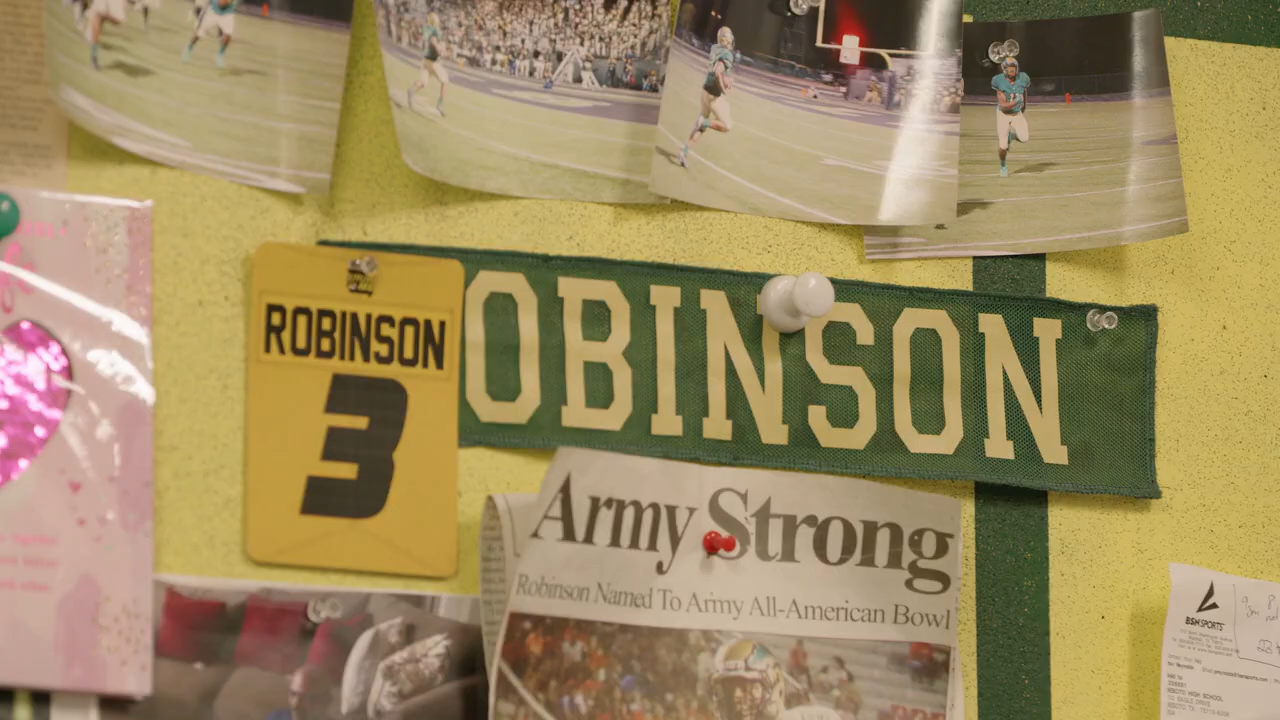 ROBINSON
3
OBINSON
Army Strong
Robinson Named To Army All-American Bowl
BSN SPORTS